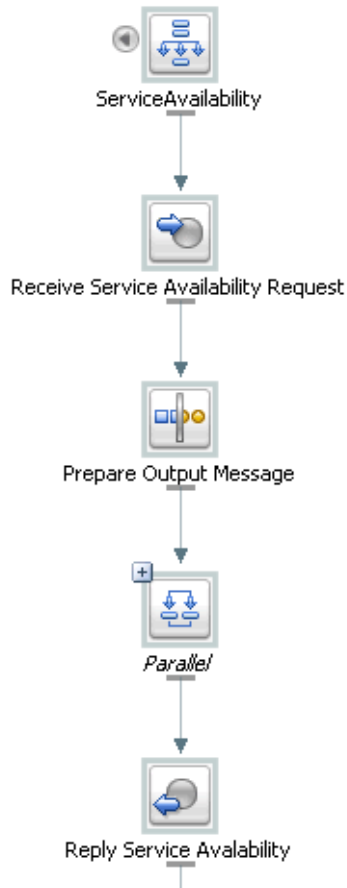 ServiceAvailability
Receive Service Availability Request
Prepare Output Message
Parallel
Reply Service Avalability